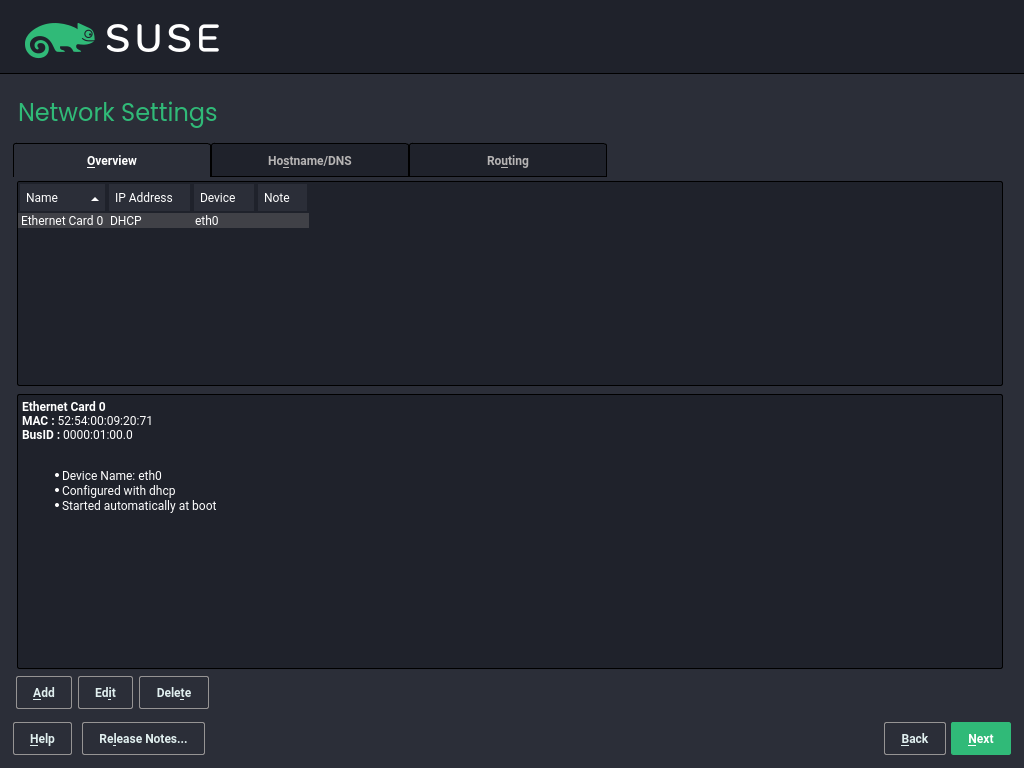 SUSE
Network Settings
Overview Hostname/DNS Routing
Name IP Address Device Note
Ethernet Card 0 DHCP eth0
Ethernet Card 0
MAC : 52:54:00:09:20:71
BusID : 0000:01:00.0
• Device Name: eth0
• Configured with dhcp
• Started automatically at boot
Add Edit Delete
Help Release Notes... Back Next